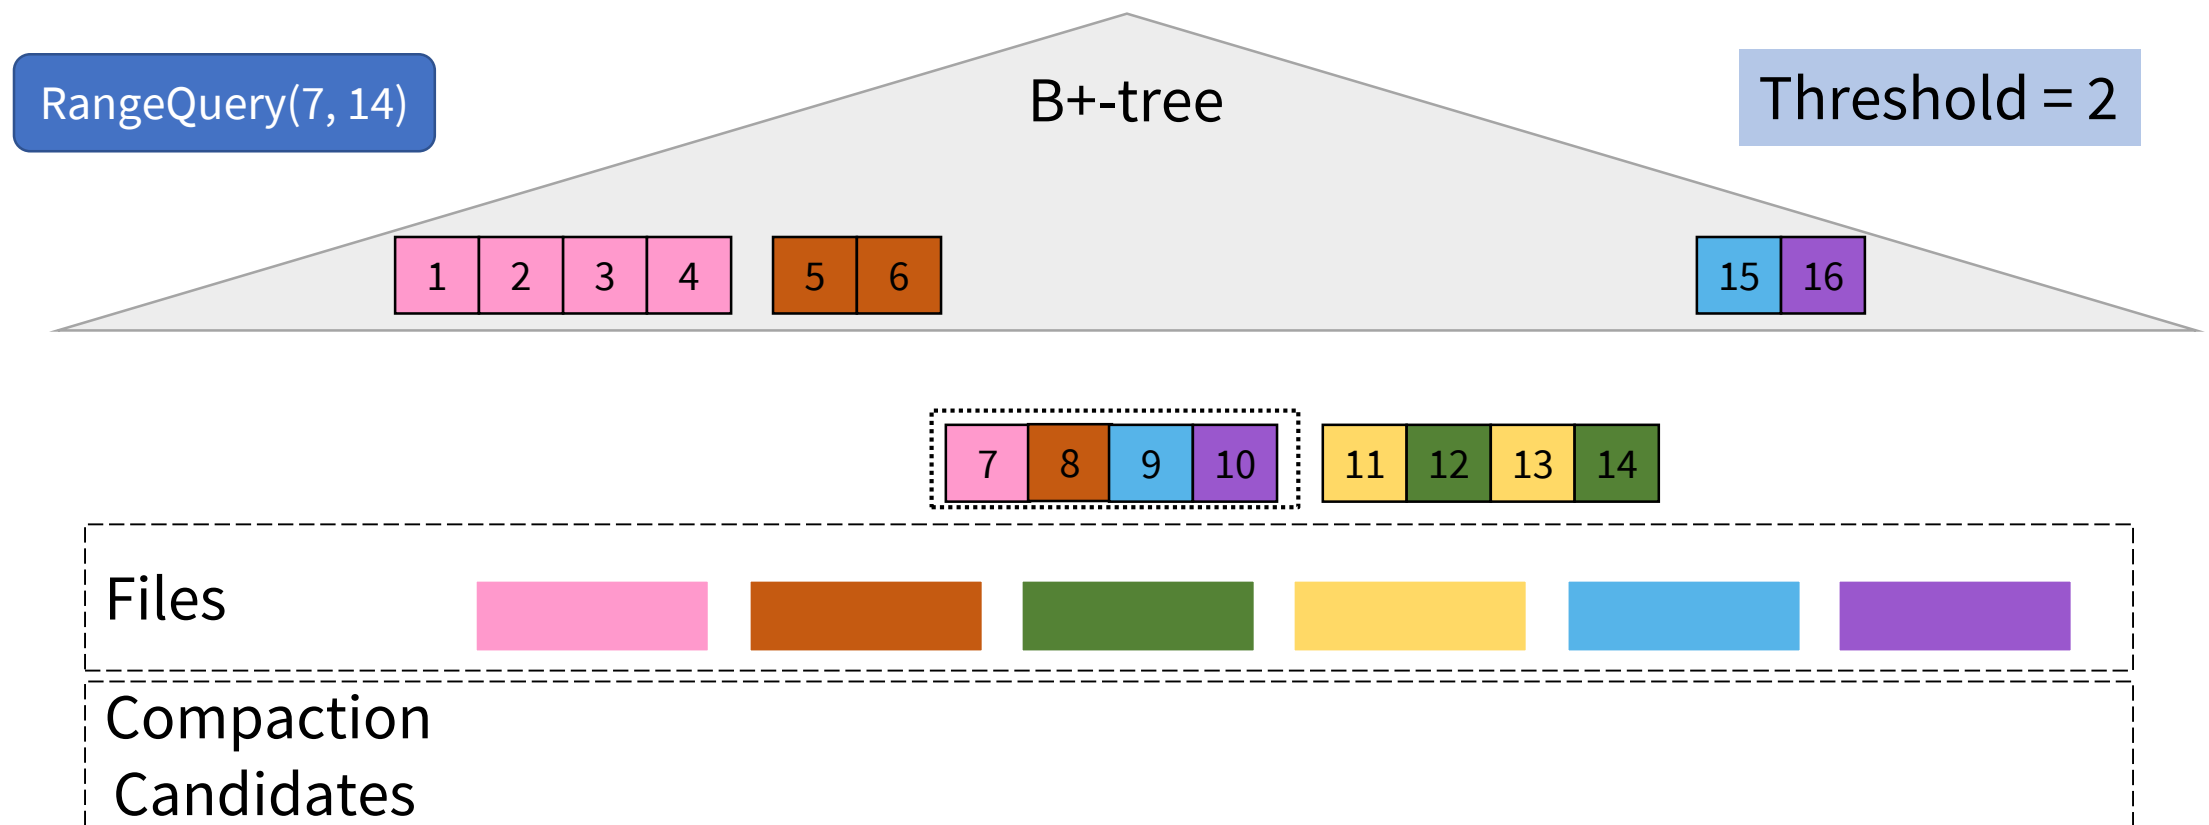 B+-tree
RangeQuery(7, 14)
Threshold = 2
1 2 3 4 5 6 15 16
7 8 9 10 11 12 13 14
Files
Compaction
Candidates